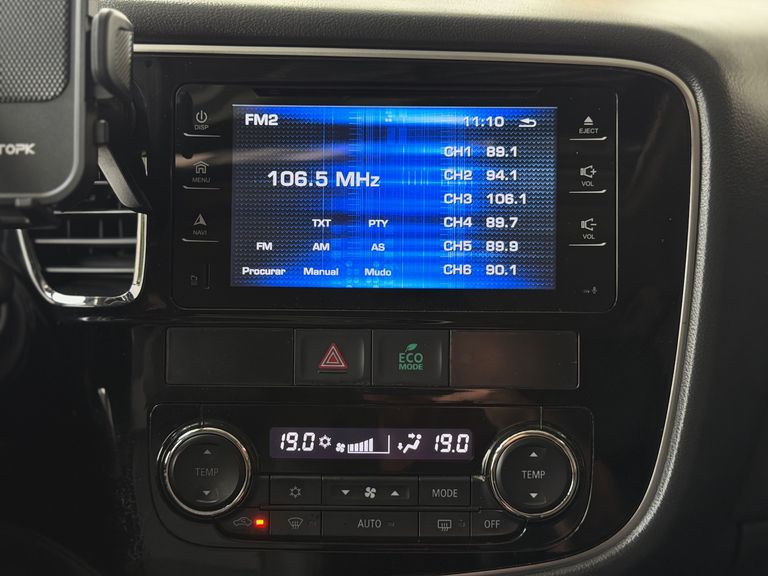 TOPK
DISP
MENU
NAVI
FM2 11:10
106.5 MHz
TXT PTY
FM AM AS
Procurar Manual Mudo
CH1 89.1
CH2 94.1
CH3 106.1
CH4 89.7
CH5 89.9
CH6 90.1
EJECT
VOL
VOL
ECO
MODE
19.0 19.0
TEMP
TEMP
MODE
AUTO
OFF